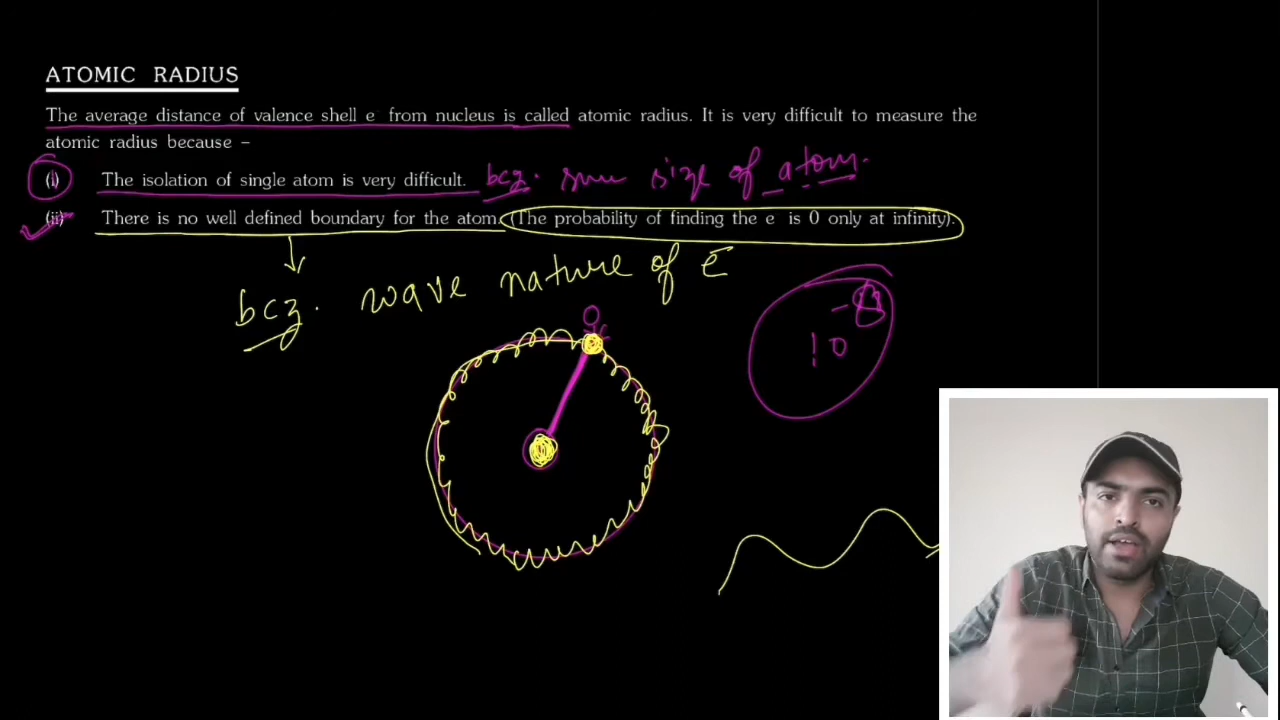 ATOMIC RADIUS
The average distance of valence shell e⁻ from nucleus is called atomic radius. It is very difficult to measure the
atomic radius because –
(i) The isolation of single atom is very difficult. bcz. size of atom.
(ii) There is no well defined boundary for the atom. (The probability of finding the e⁻ is 0 only at infinity).
bcz. wave nature of e⁻
10